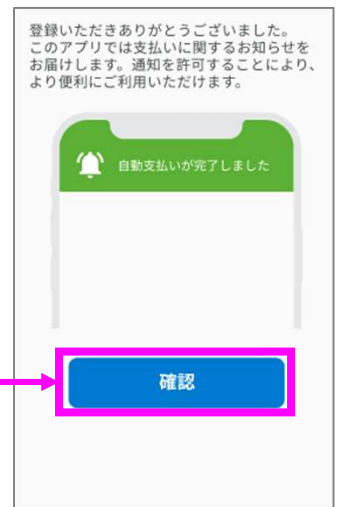 登録いただきありがとうございました。
このアプリでは支払いに関するお知らせを
お届けします。通知を許可することにより、
より便利にご利用いただけます。
自動支払いが完了しました
確認